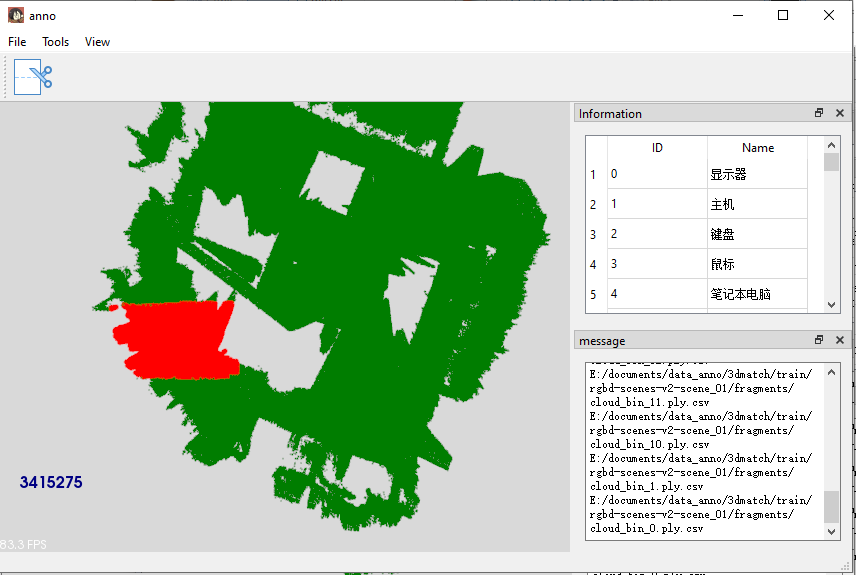 anno
File Tools View
Information
ID Name
1 0 显示器
2 1 主机
3 2 键盘
4 3 鼠标
5 4 笔记本电脑
message
E:/documents/data_anno/3dmatch/train/
rgbd-scenes-v2-scene_01/fragments/
cloud_bin_11.ply.csv
E:/documents/data_anno/3dmatch/train/
rgbd-scenes-v2-scene_01/fragments/
cloud_bin_10.ply.csv
E:/documents/data_anno/3dmatch/train/
rgbd-scenes-v2-scene_01/fragments/
cloud_bin_1.ply.csv
E:/documents/data_anno/3dmatch/train/
rgbd-scenes-v2-scene_01/fragments/
cloud_bin_0.ply.csv
3415275
83.3 FPS